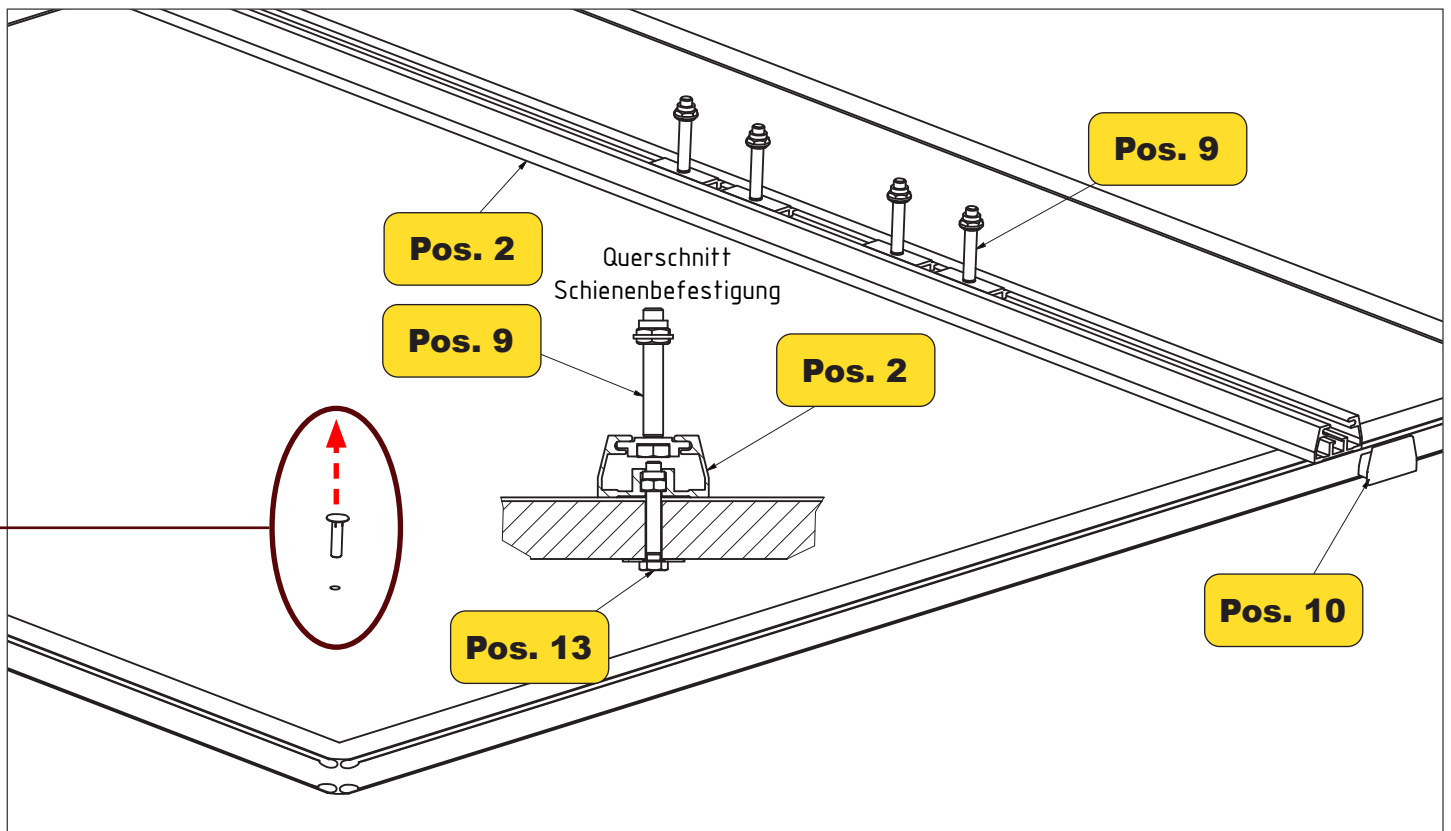 Pos. 9
Pos. 2
Querschnitt
Schienenbefestigung
Pos. 9
Pos. 2
Pos. 10
Pos. 13